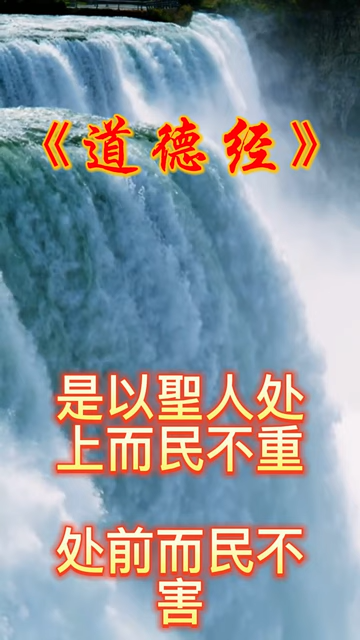 《道德经》
是以聖人处
上而民不重
处前而民不
害